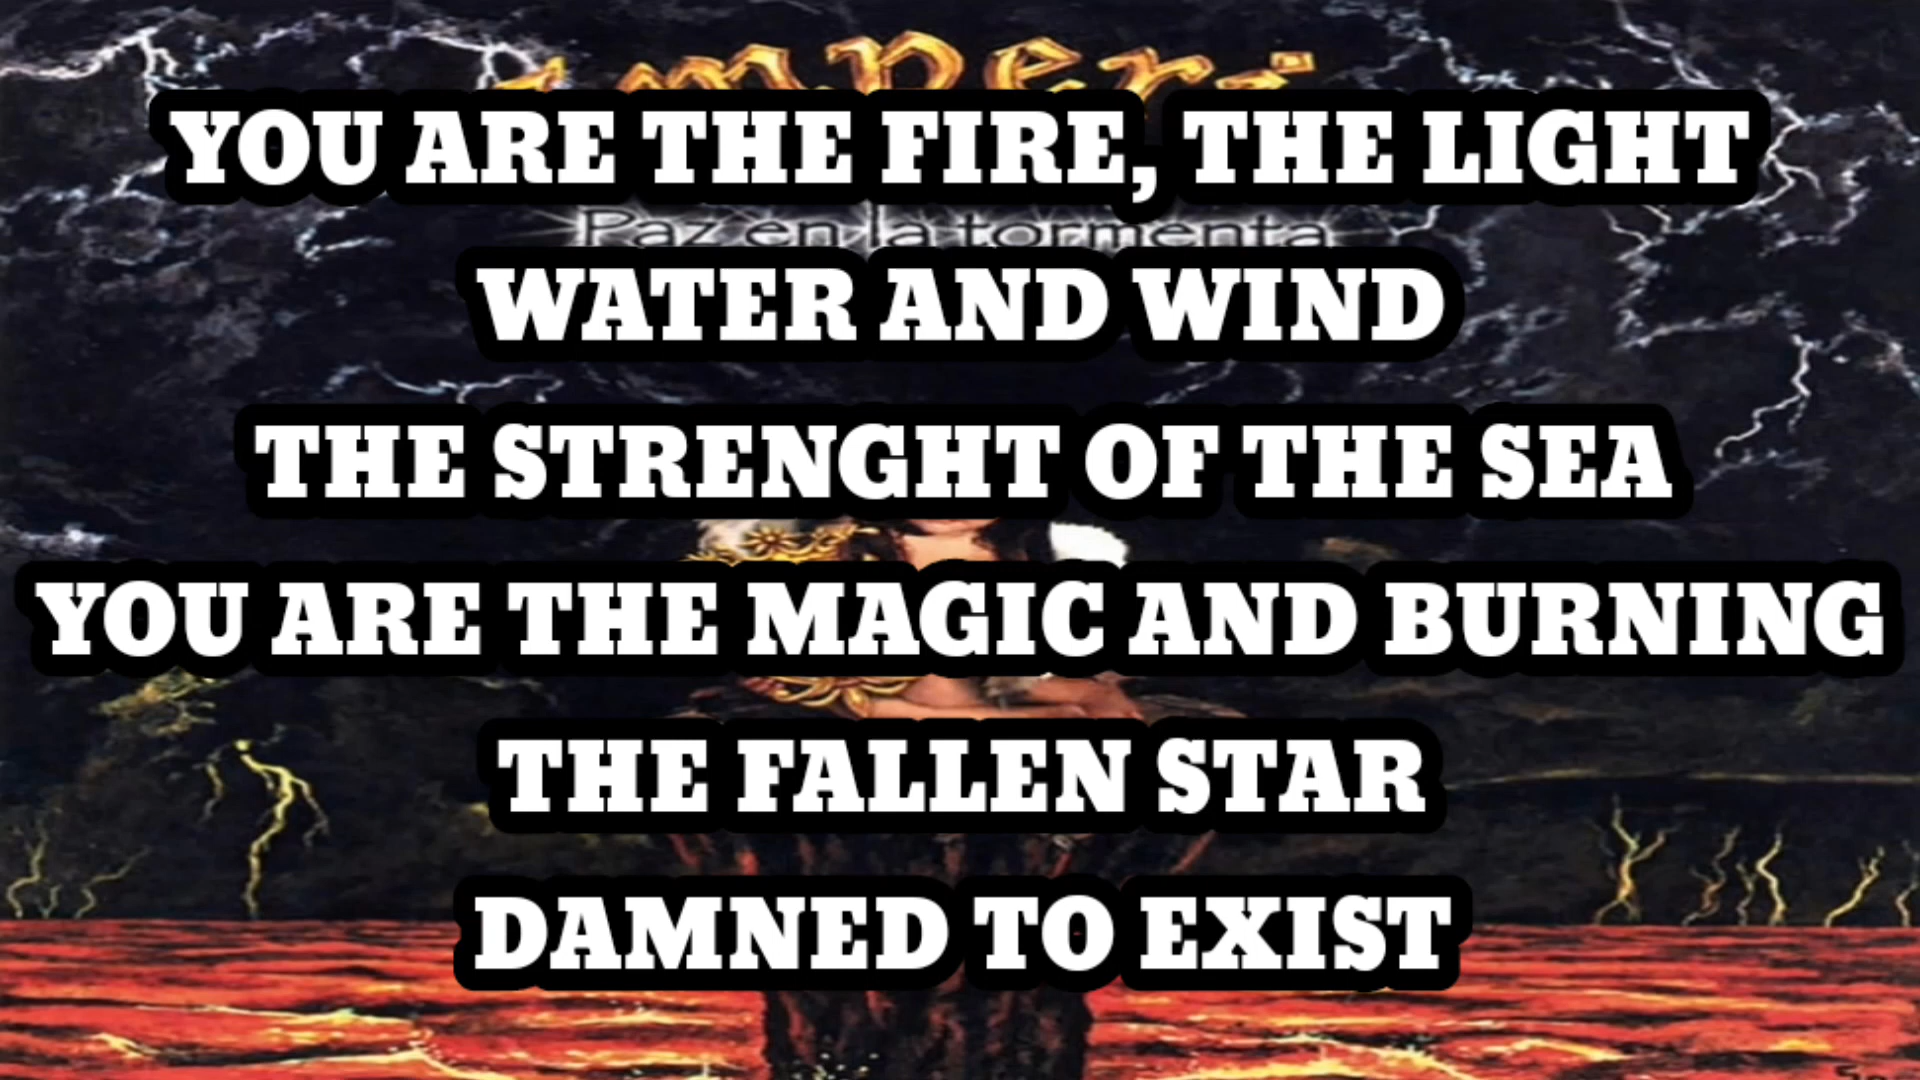 YOU ARE THE FIRE, THE LIGHT
Paz en la tormenta
WATER AND WIND
THE STRENGHT OF THE SEA
YOU ARE THE MAGIC AND BURNING
THE FALLEN STAR
DAMNED TO EXIST